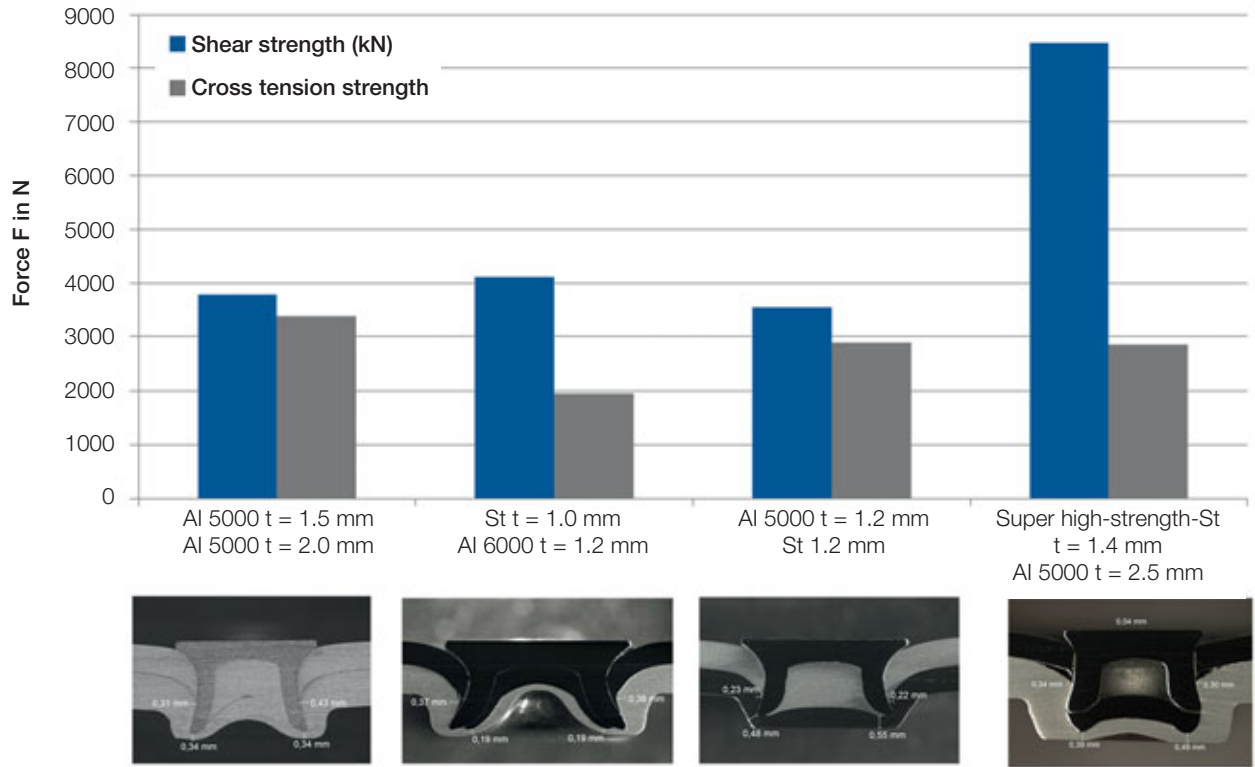 9000
8000
7000
6000
5000
4000
3000
2000
1000
0
Force F in N
Shear strength (kN)
Cross tension strength
Al 5000 t = 1.5 mm
Al 5000 t = 2.0 mm
St t = 1.0 mm
Al 6000 t = 1.2 mm
Al 5000 t = 1.2 mm
St 1.2 mm
Super high-strength-St
t = 1.4 mm
Al 5000 t = 2.5 mm
0,31 mm
0,43 mm
0,34 mm
0,34 mm
0,37 mm
0,38 mm
0,19 mm
0,19 mm
0,23 mm
0,22 mm
0,48 mm
0,55 mm
0,54 mm
0,34 mm
0,30 mm
0,39 mm
0,49 mm